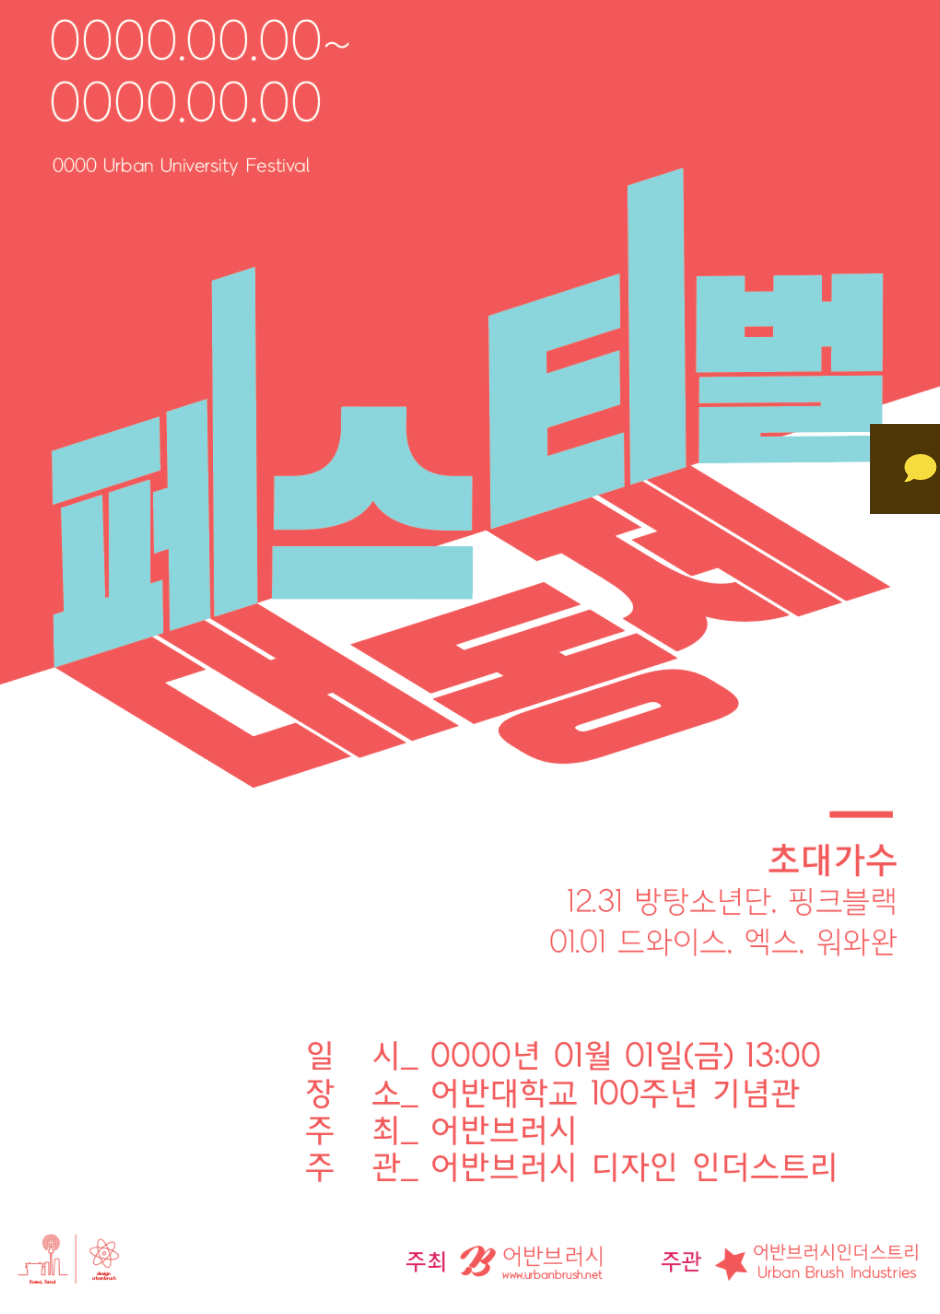 0000.00.00~
0000.00.00
0000 Urban University Festival
페스티벌
대동제
초대가수
12.31 방탕소년단, 핑크블랙
01.01 드와이스, 엑스, 워와완
일 시_ 0000년 01월 01일(금) 13:00
장 소_ 어반대학교 100주년 기념관
주 최_ 어반브러시
주 관_ 어반브러시 디자인 인더스트리
Korea, Seoul
design
urbanbrush
주최 B 어반브러시
www.urbanbrush.net
주관 어반브러시인더스트리
Urban Brush Industries